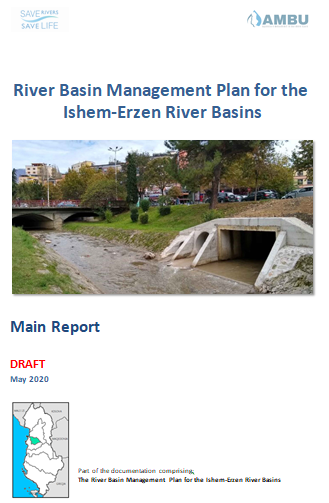 SAVE RIVERS
SAVE LIFE
AMBU
River Basin Management Plan for the
Ishem-Erzen River Basins
Main Report
DRAFT
May 2020
Part of the documentation comprising,
The River Basin Management Plan for the Ishem-Erzen River Basins